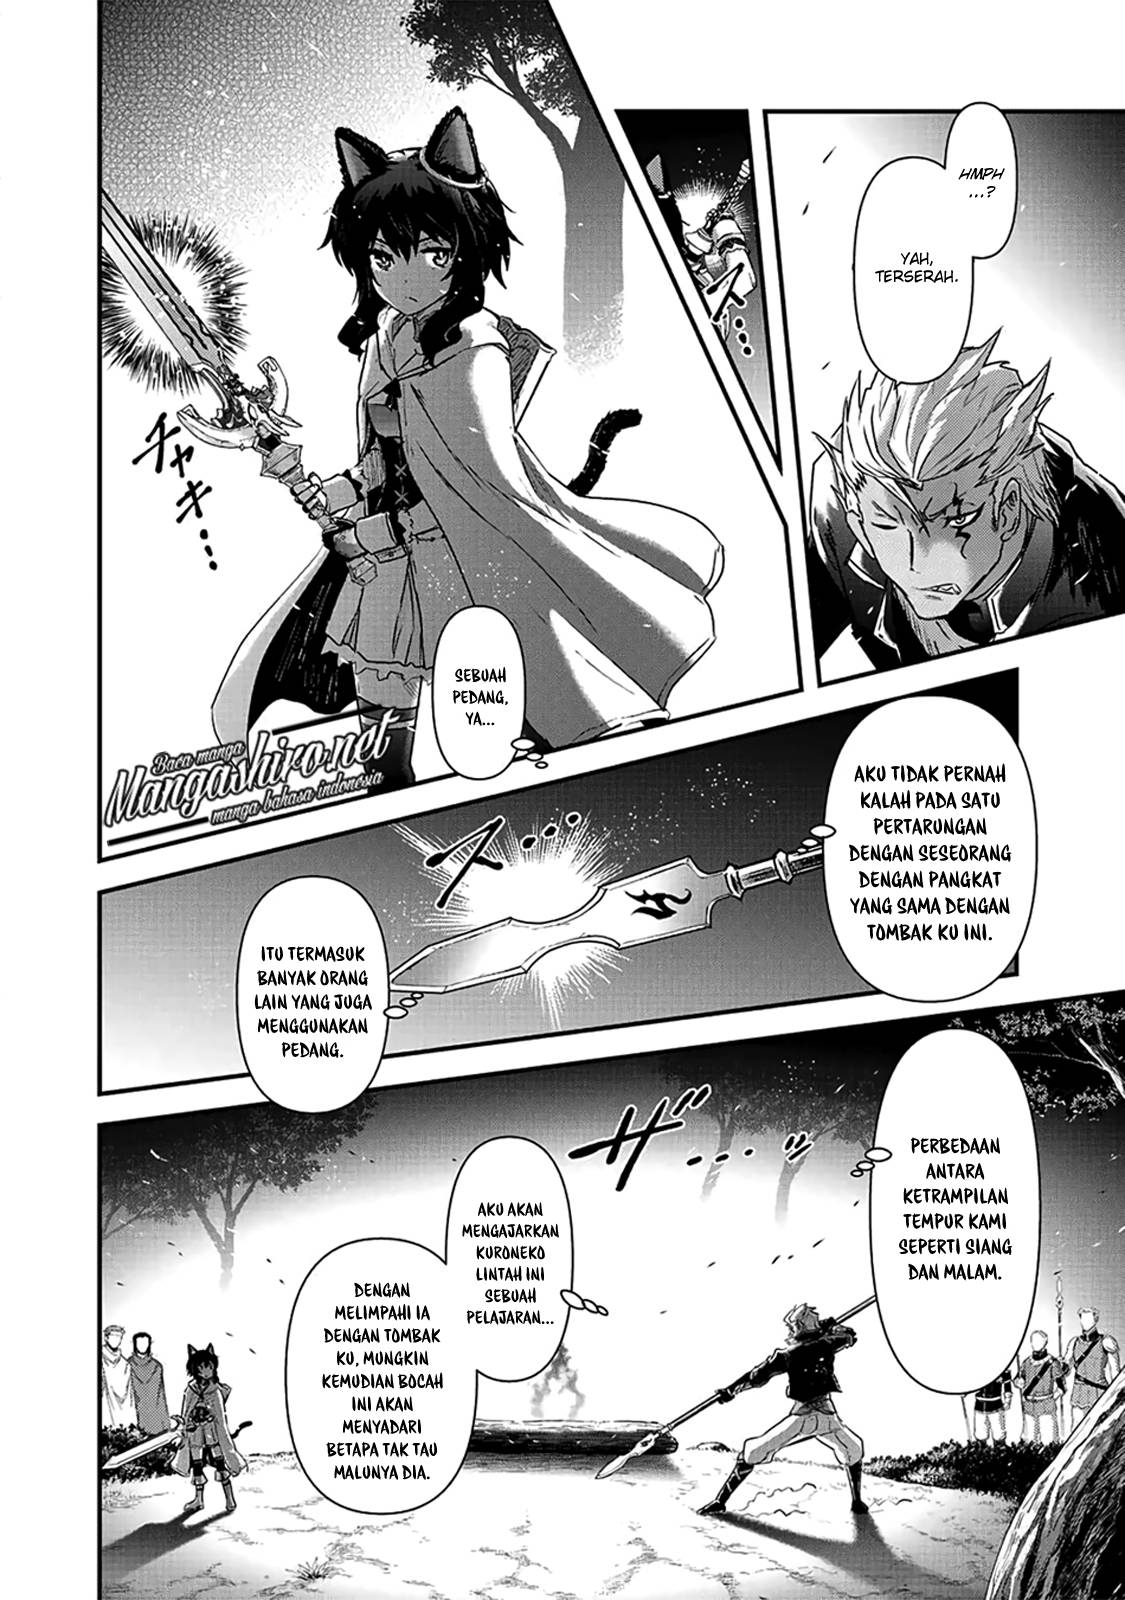 HMPH
...?
YAH,
TERSERAH.
ス...
チャキ...
SEBUAH
PEDANG,
YA...
Baca manga
Mangashiro.net
manga bahasa indonesia
AKU TIDAK PERNAH
KALAH PADA SATU
PERTARUNGAN
DENGAN SESEORANG
DENGAN PANGKAT
YANG SAMA DENGAN
TOMBAK KU INI.
ス...
ITU TERMASUK
BANYAK ORANG
LAIN YANG JUGA
MENGGUNAKAN
PEDANG.
PERBEDAAN
ANTARA
KETRAMPILAN
TEMPUR KAMI
SEPERTI SIANG
DAN MALAM.
ザッ...
AKU AKAN
MENGAJARKAN
KURONEKO
LINTAH INI
SEBUAH
PELAJARAN...
DENGAN
MELIMPAHI IA
DENGAN TOMBAK
KU, MUNGKIN
KEMUDIAN BOCAH
INI AKAN
MENYADARI
BETAPA TAK TAU
MALUNYA DIA.